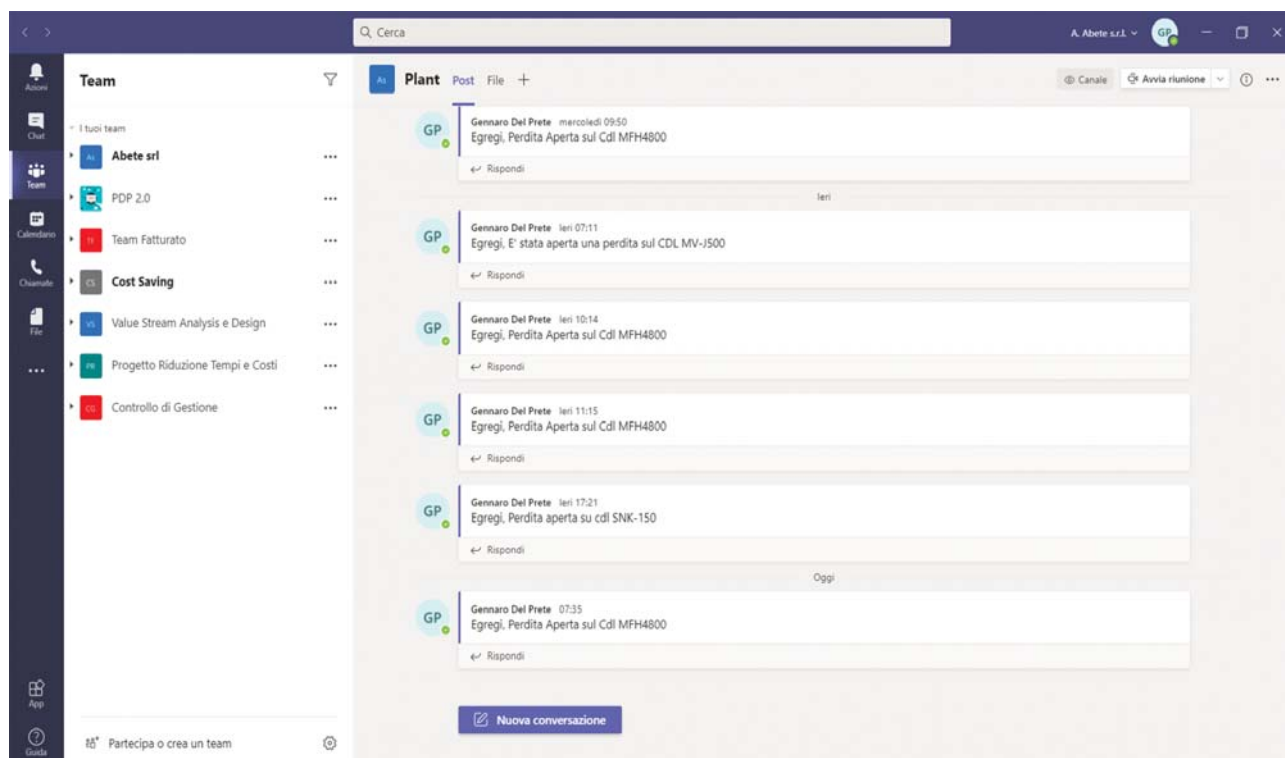 Cerca
A. Abete s.r.l.
GP
Azioni
Chat
Team
Calendario
Chiamate
File
App
Guida
Team
I tuoi team
Abete srl
PDP 2.0
Team Fatturato
CS Cost Saving
VS Value Stream Analysis e Design
PR Progetto Riduzione Tempi e Costi
CG Controllo di Gestione
Partecipa o crea un team
Plant Post File
Canale
Avvia riunione
GP
Gennaro Del Prete mercoledì 09:50
Egregi, Perdita Aperta sul Cdl MFH4800
Rispondi
Ieri
GP
Gennaro Del Prete Ieri 07:11
Egregi, E' stata aperta una perdita sul CDL MV-J500
Rispondi
GP
Gennaro Del Prete Ieri 10:14
Egregi, Perdita Aperta sul Cdl MFH4800
Rispondi
GP
Gennaro Del Prete Ieri 11:15
Egregi, Perdita Aperta sul Cdl MFH4800
Rispondi
GP
Gennaro Del Prete Ieri 17:21
Egregi, Perdita aperta su cdl SNK-150
Rispondi
Oggi
GP
Gennaro Del Prete 07:35
Egregi, Perdita Aperta sul Cdl MFH4800
Rispondi
Nuova conversazione